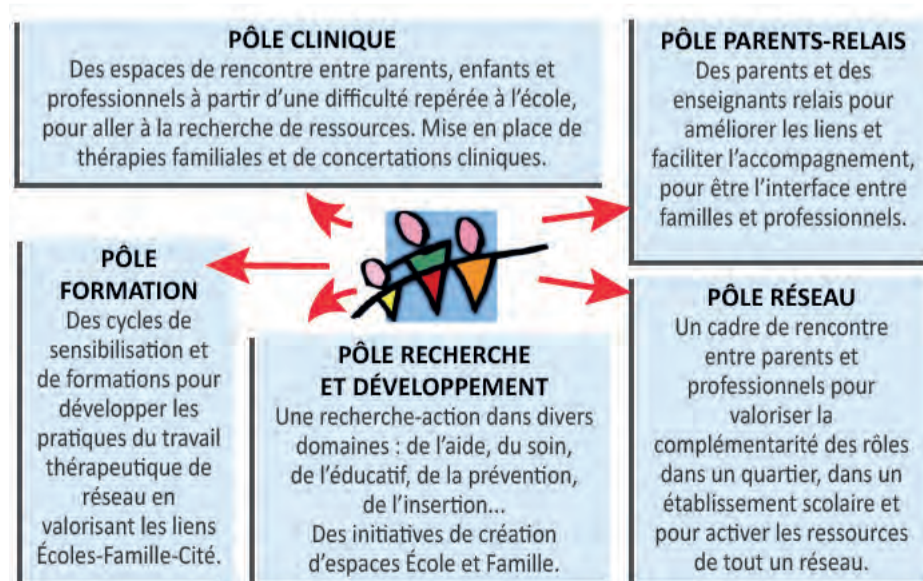 PÔLE CLINIQUE
Des espaces de rencontre entre parents, enfants et
professionnels à partir d'une difficulté repérée à l'école,
pour aller à la recherche de ressources. Mise en place de
thérapies familiales et de concertations cliniques.
PÔLE PARENTS-RELAIS
Des parents et des
enseignants relais pour
améliorer les liens et
faciliter l'accompagnement,
pour être l'interface entre
familles et professionnels.
PÔLE
FORMATION
Des cycles de
sensibilisation et
de formations pour
développer les
pratiques du travail
thérapeutique de
réseau en
valorisant les liens
Écoles-Famille-Cité.
PÔLE RECHERCHE
ET DÉVELOPPEMENT
Une recherche-action dans divers
domaines : de l'aide, du soin,
de l'éducatif, de la prévention,
de l'insertion...
Des initiatives de création
d'espaces École et Famille.
PÔLE RÉSEAU
Un cadre de rencontre
entre parents et
professionnels pour
valoriser la
complémentarité des rôles
dans un quartier, dans un
établissement scolaire et
pour activer les ressources
de tout un réseau.